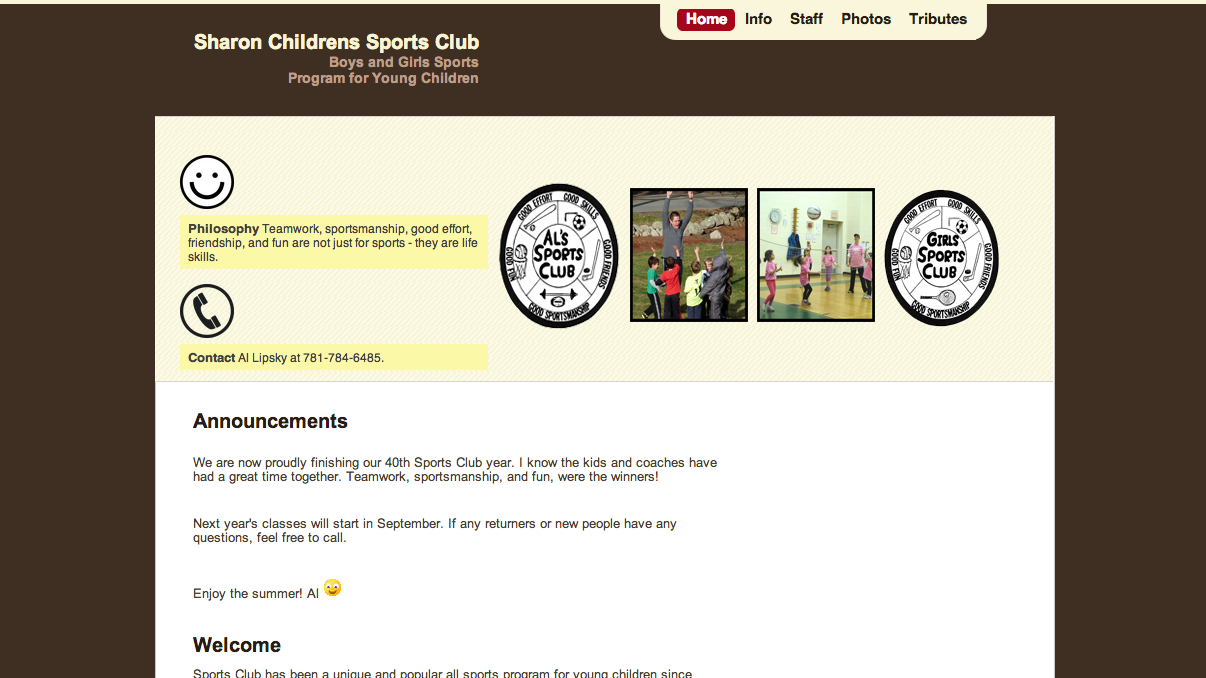 Home Info Staff Photos Tributes
Sharon Childrens Sports Club
Boys and Girls Sports
Program for Young Children
Philosophy Teamwork, sportsmanship, good effort,
friendship, and fun are not just for sports - they are life
skills.
Contact Al Lipsky at 781-784-6485.
GOOD EFFORT
GOOD SKILLS
GOOD FRIENDS
GOOD SPORTSMANSHIP
GOOD FUN
AL'S
SPORTS
CLUB
GOOD EFFORT
GOOD SKILLS
GOOD FRIENDS
GOOD SPORTSMANSHIP
GOOD FUN
GIRLS
SPORTS
CLUB
Announcements
We are now proudly finishing our 40th Sports Club year. I know the kids and coaches have
had a great time together. Teamwork, sportsmanship, and fun, were the winners!
Next year's classes will start in September. If any returners or new people have any
questions, feel free to call.
Enjoy the summer! Al
Welcome
Sports Club has been a unique and popular all sports program for young children since